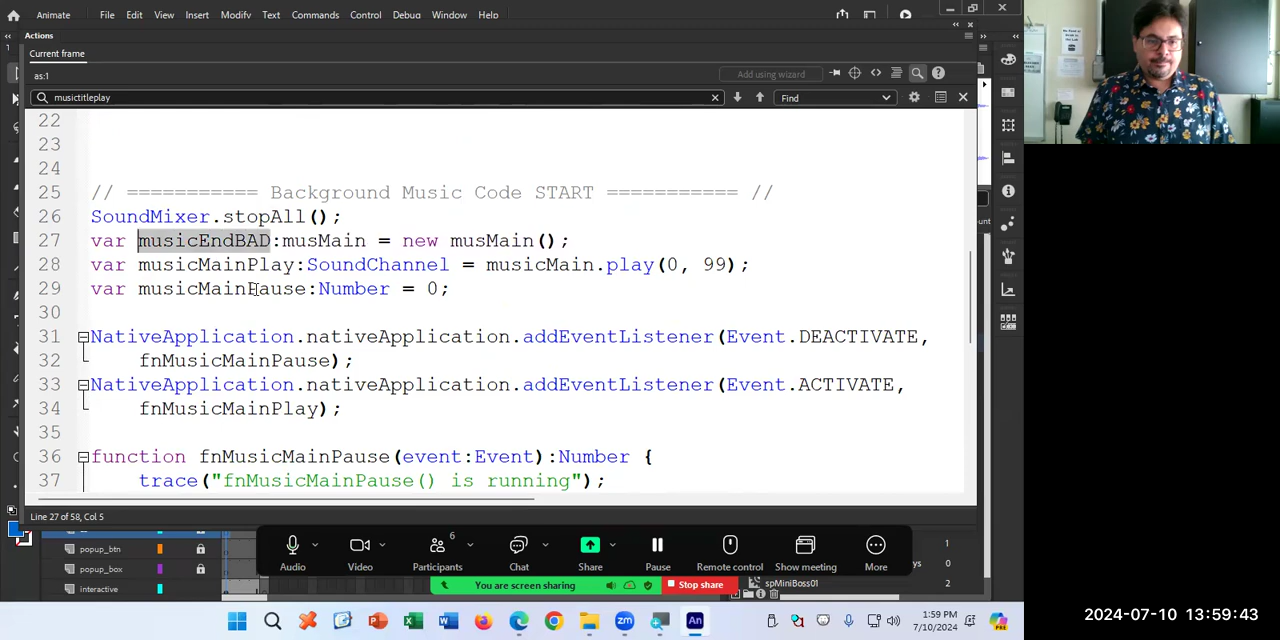 Animate File Edit View Insert Modify Text Commands Control Debug Window Help
Actions
Current frame
as:1
Add using wizard
musictitleplay
Find
22
23
24
25 // =========== Background Music Code START =========== //
26 SoundMixer.stopAll();
27 var musicEndBAD:musMain = new musMain();
28 var musicMainPlay:SoundChannel = musicMain.play(0, 99);
29 var musicMainPause:Number = 0;
30
31 NativeApplication.nativeApplication.addEventListener(Event.DEACTIVATE,
32 fnMusicMainPause);
33 NativeApplication.nativeApplication.addEventListener(Event.ACTIVATE,
34 fnMusicMainPlay);
35
36 function fnMusicMainPause(event:Event):Number {
37 trace("fnMusicMainPause() is running");
Line 27 of 58, Col 5
popup_btn
popup_box
interactive
6
Audio Video Participants Chat Share Pause Remote control Show meeting More
You are screen sharing Stop share
1
spMiniBoss01 2
1:59 PM
7/10/2024
2024-07-10 13:59:43